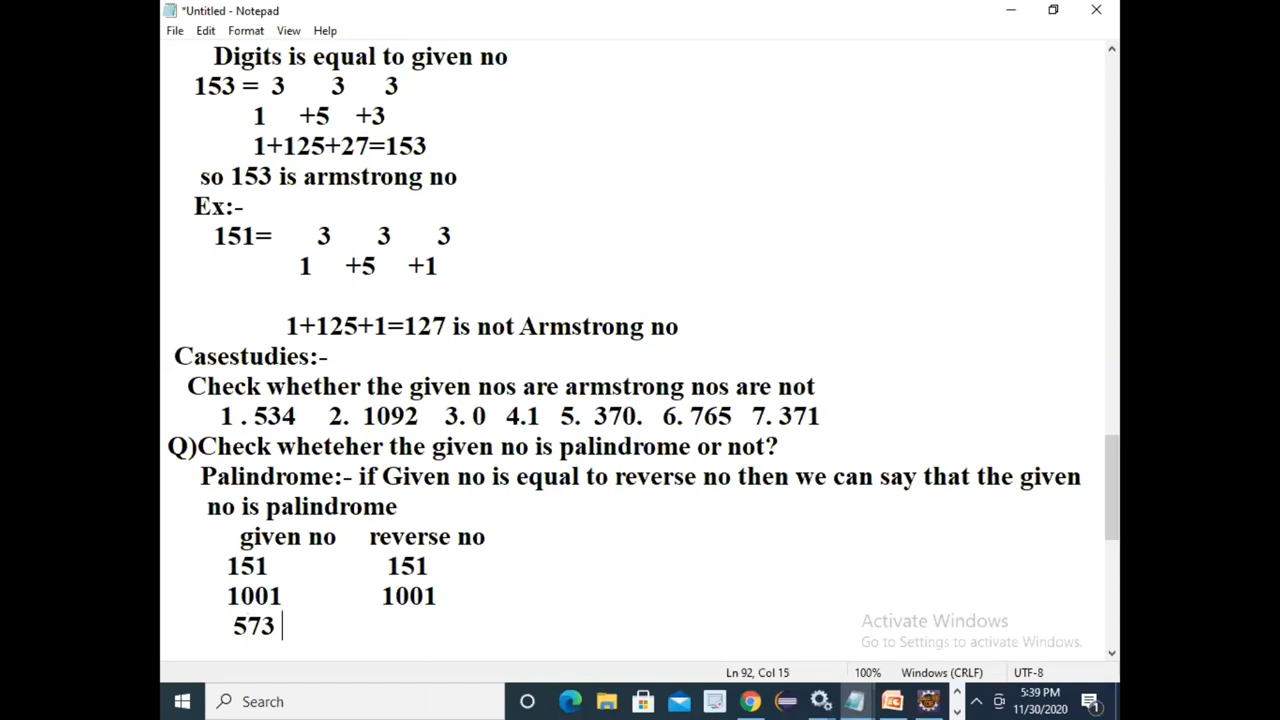 *Untitled - Notepad
File Edit Format View Help
Digits is equal to given no
153 = 3 3 3
1 +5 +3
1+125+27=153
so 153 is armstrong no
Ex:-
151= 3 3 3
1 +5 +1
1+125+1=127 is not Armstrong no
Casestudies:-
Check whether the given nos are armstrong nos are not
1 . 534 2. 1092 3. 0 4.1 5. 370. 6. 765 7. 371
Q)Check wheteher the given no is palindrome or not?
Palindrome:- if Given no is equal to reverse no then we can say that the given
no is palindrome
given no reverse no
151 151
1001 1001
573
Activate Windows
Go to Settings to activate Windows.
Ln 92, Col 15 100% Windows (CRLF) UTF-8
Search
5:39 PM
11/30/2020
1